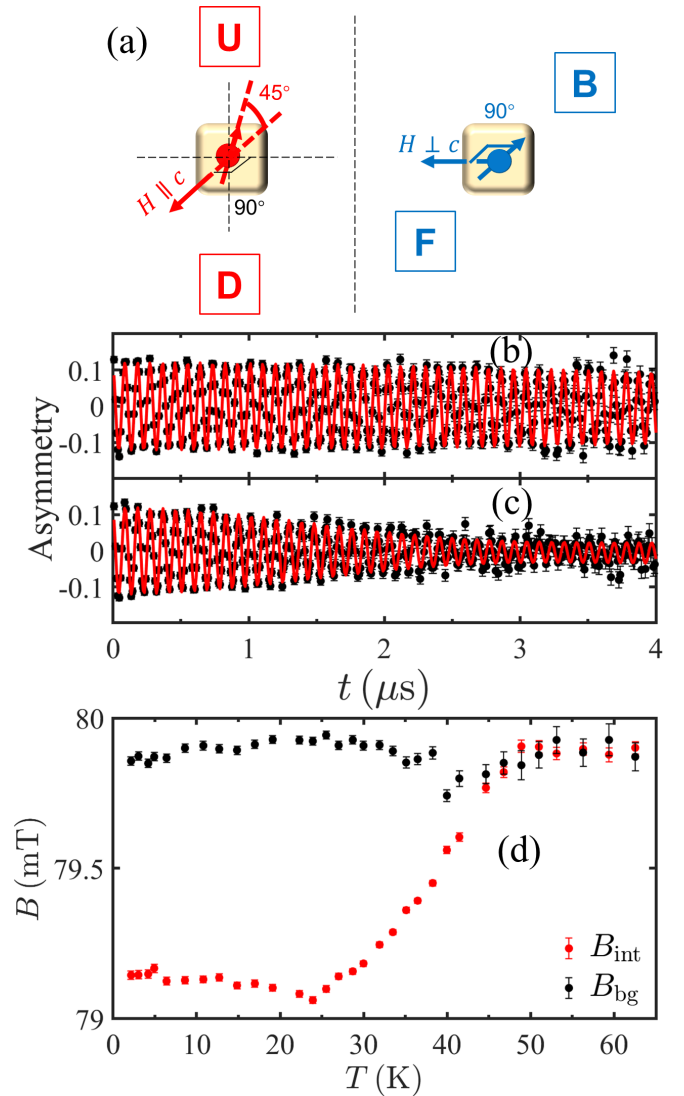 (a)
U
B
45°
90°
H ∥ c
H ⊥ c
90°
F
D
(b)
0.1
0
-0.1
Asymmetry
(c)
0.1
0
-0.1
0 1 2 3 4
t (μs)
80
79.5
79
B (mT)
(d)
B_int
B_bg
0 10 20 30 40 50 60
T (K)